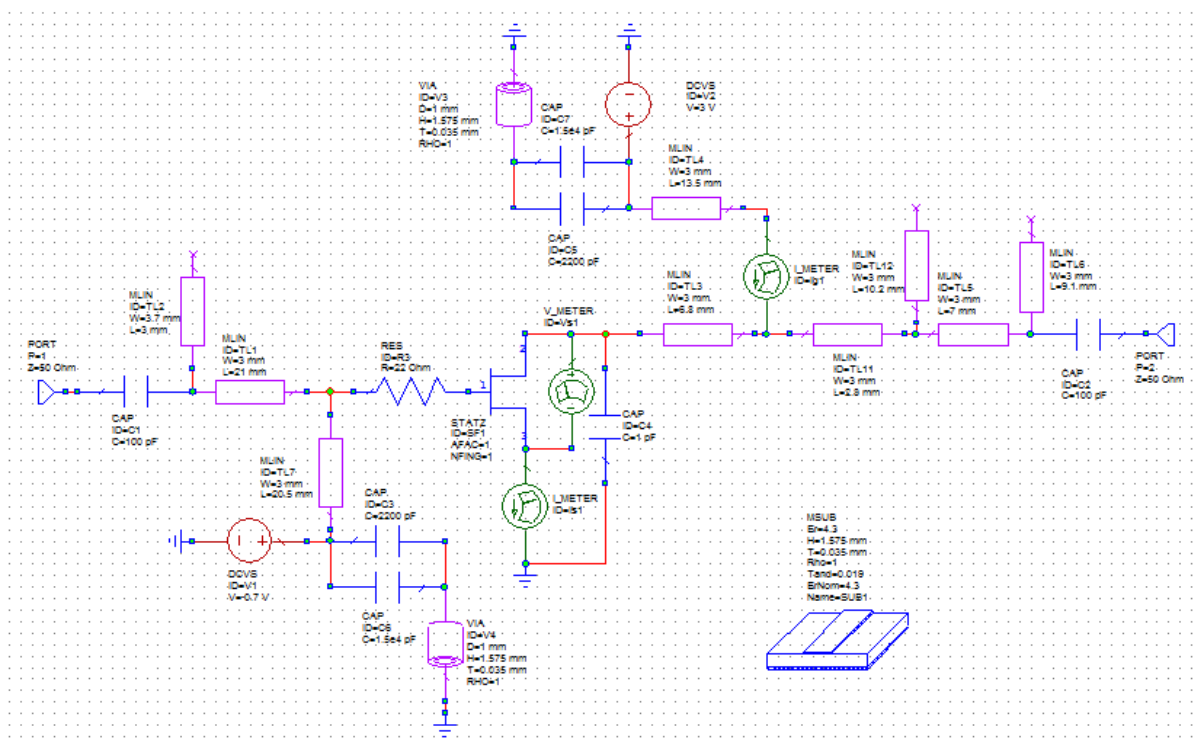 VIA
ID=V3
D=1 mm
H=1.575 mm
T=0.035 mm
RHO=1
CAP
ID=C7
C=1.5e4 pF
DCVS
ID=V2
V=3 V
MLIN
ID=TL4
W=3 mm
L=13.5 mm
CAP
ID=C5
C=2200 pF
I_METER
ID=Ig1
MLIN
ID=TL12
W=3 mm
L=10.2 mm
MLIN
ID=TL6
W=3 mm
L=9.1 mm
MLIN
ID=TL5
W=3 mm
L=7 mm
MLIN
ID=TL3
W=3 mm
L=6.8 mm
MLIN
ID=TL2
W=3.7 mm
L=3 mm
V_METER
ID=Vs1
PORT
P=1
Z=50 Ohm
MLIN
ID=TL1
W=3 mm
L=21 mm
RES
ID=R3
R=22 Ohm
2
1
3
MLIN
ID=TL11
W=3 mm
L=2.8 mm
PORT
P=2
Z=50 Ohm
CAP
ID=C2
C=100 pF
CAP
ID=C1
C=100 pF
STATZ
ID=SF1
AFAC=1
NFING=1
CAP
ID=C4
C=1 pF
MLIN
ID=TL7
W=3 mm
L=20.5 mm
CAP
ID=C3
C=2200 pF
I_METER
ID=Is1
DCVS
ID=V1
V=-0.7 V
CAP
ID=C6
C=1.5e4 pF
VIA
ID=V4
D=1 mm
H=1.575 mm
T=0.035 mm
RHO=1
MSUB
Er=4.3
H=1.575 mm
T=0.035 mm
Rho=1
Tand=0.019
ErNom=4.3
Name=SUB1